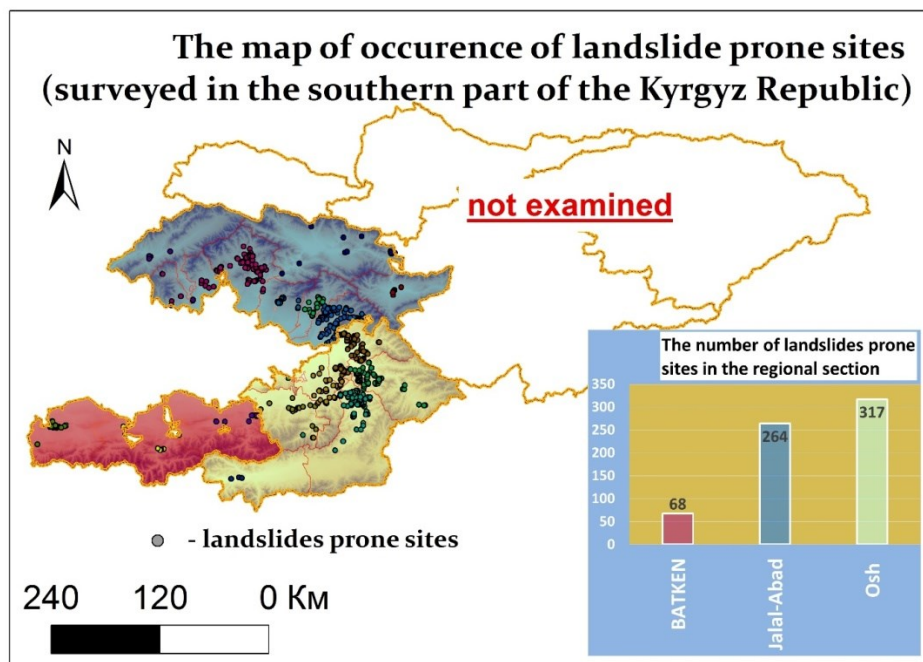 The map of occurence of landslide prone sites
(surveyed in the southern part of the Kyrgyz Republic)
N
not examined
The number of landslides prone
sites in the regional section
350
300
250
200
150
100
50
0
68
264
317
BATKEN
Jalal-Abad
Osh
- landslides prone sites
240 120 0 Км